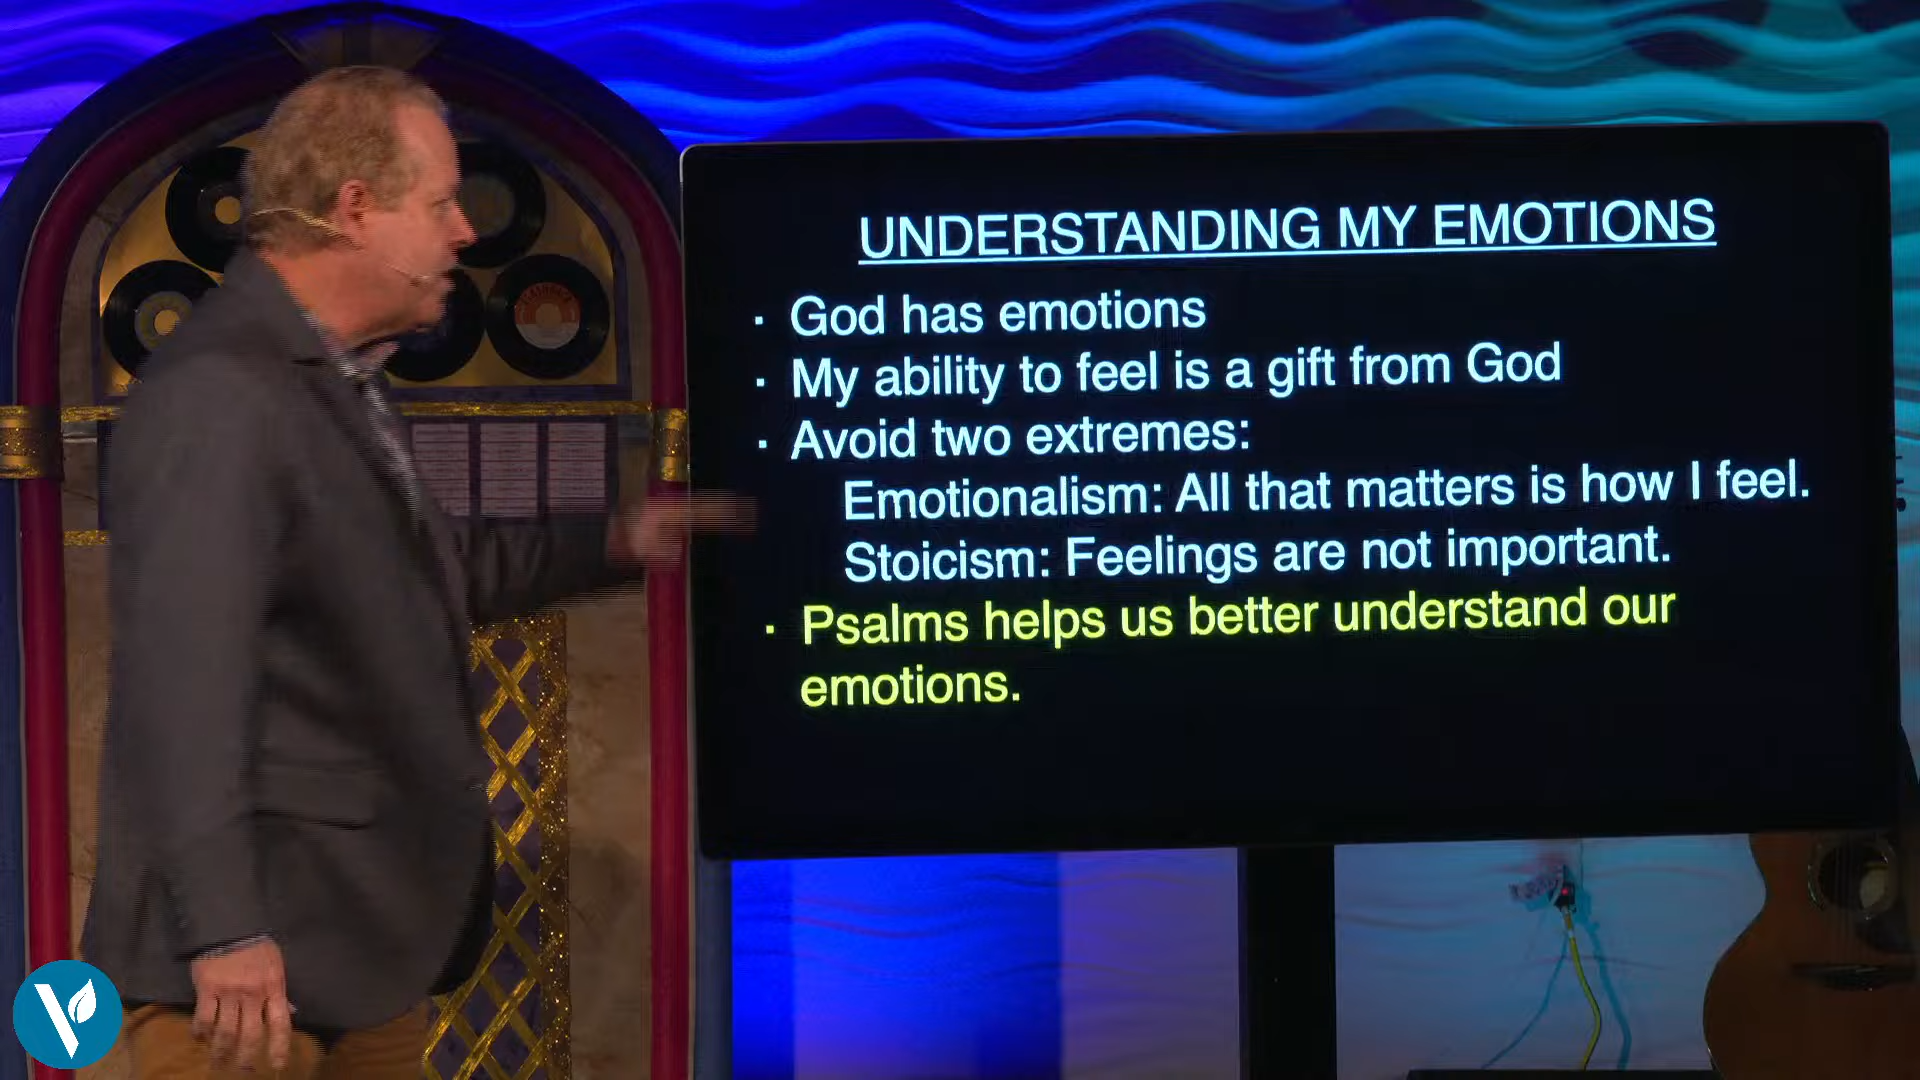 UNDERSTANDING MY EMOTIONS
· God has emotions
· My ability to feel is a gift from God
· Avoid two extremes:
Emotionalism: All that matters is how I feel.
Stoicism: Feelings are not important.
· Psalms helps us better understand our
emotions.